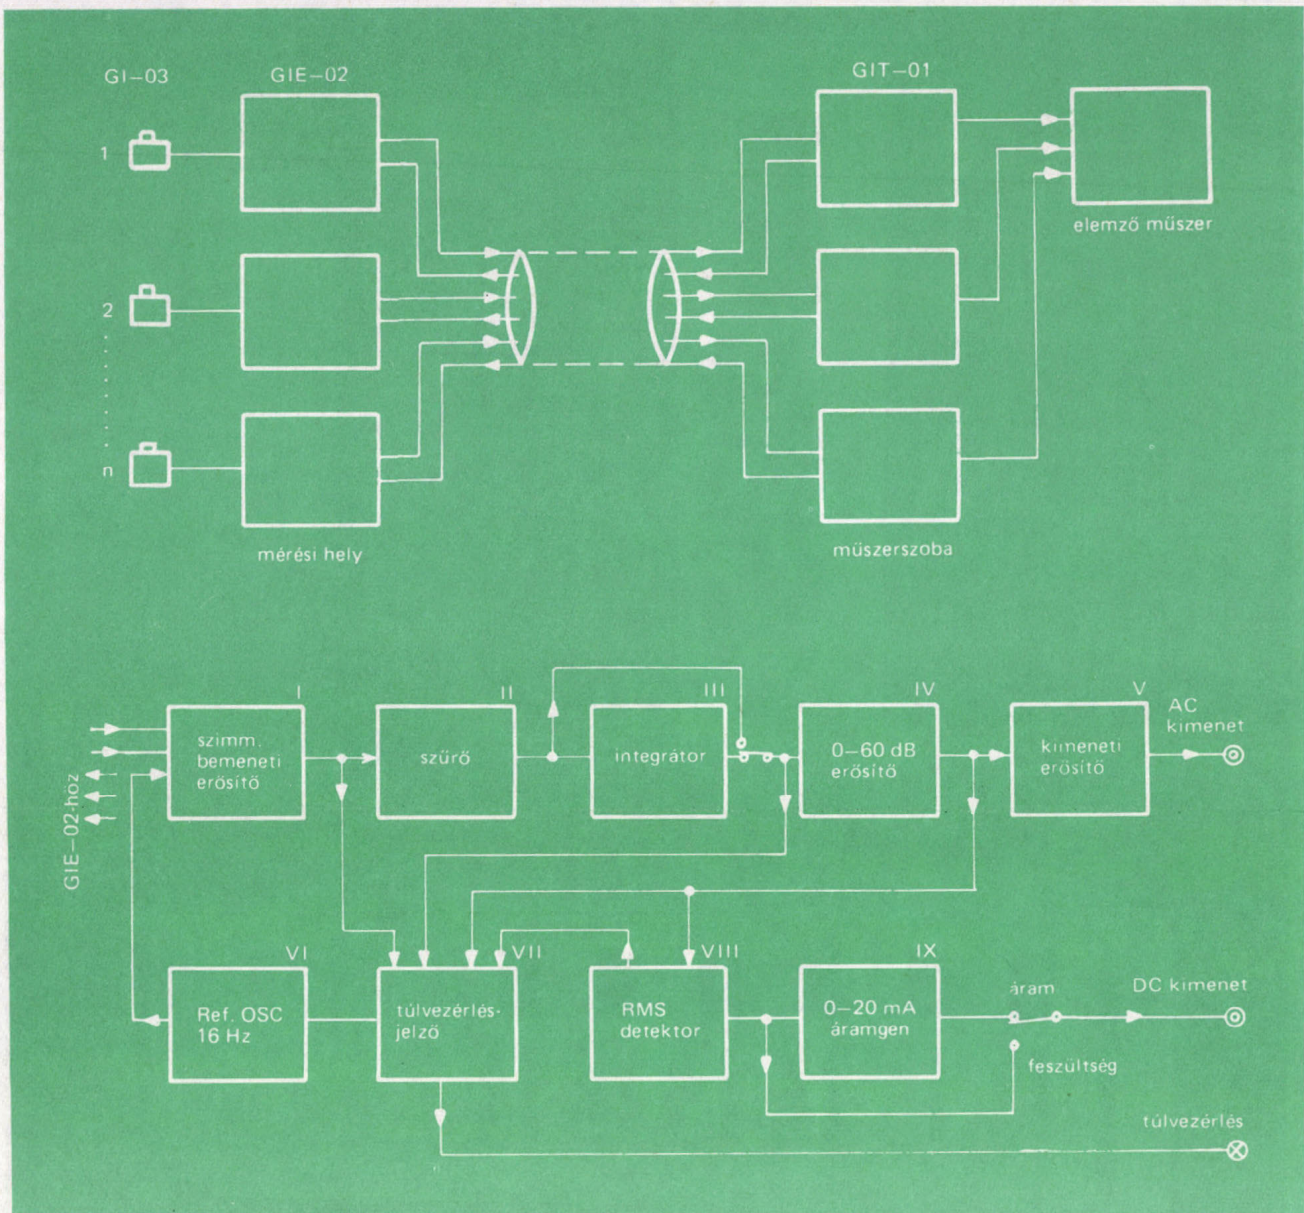 GI–03
GIE–02
GIT–01
1
elemző műszer
2
n
mérési hely
műszerszoba
I
II
III
IV
V
szimm.
bemeneti
erősítő
szűrő
integrátor
0–60 dB
erősítő
kimeneti
erősítő
AC
kimenet
GIE–02-höz
VI
VII
VIII
IX
Ref. OSC
16 Hz
túlvezérlés-
jelző
RMS
detektor
0–20 mA
áramgen
áram
DC kimenet
feszültség
túlvezérlés